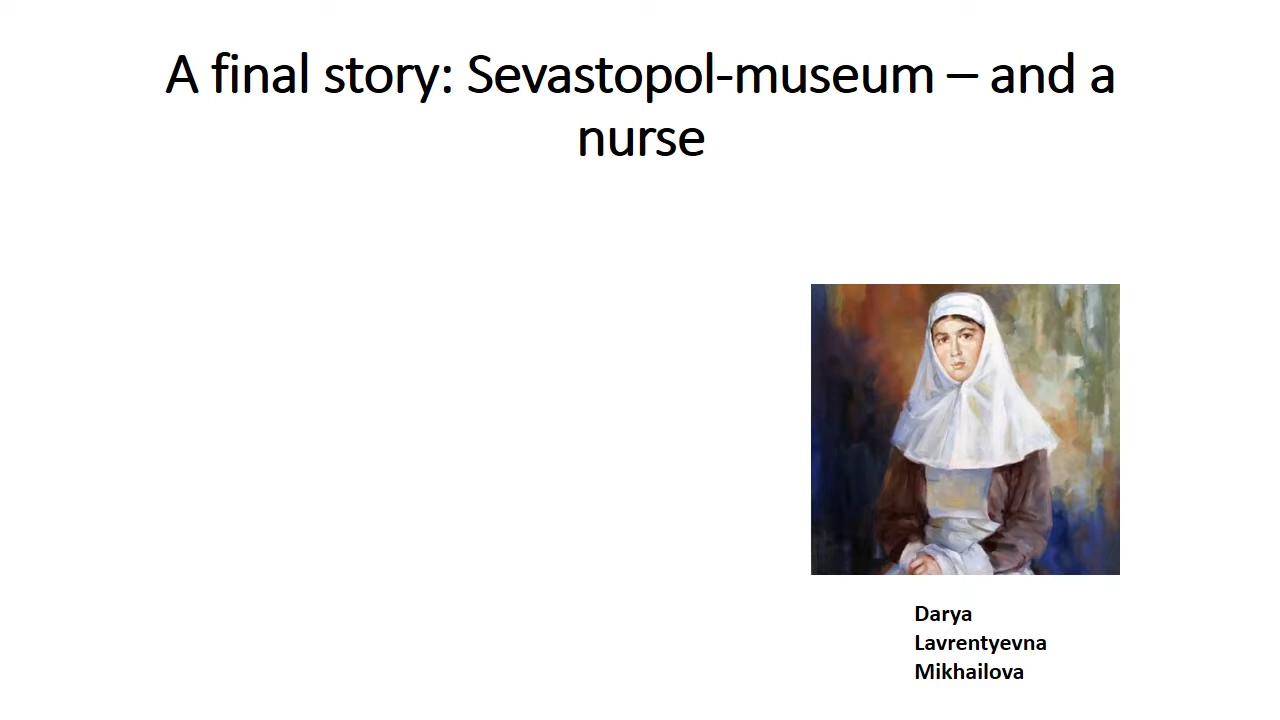 A final story: Sevastopol-museum – and a
nurse
Darya
Lavrentyevna
Mikhailova